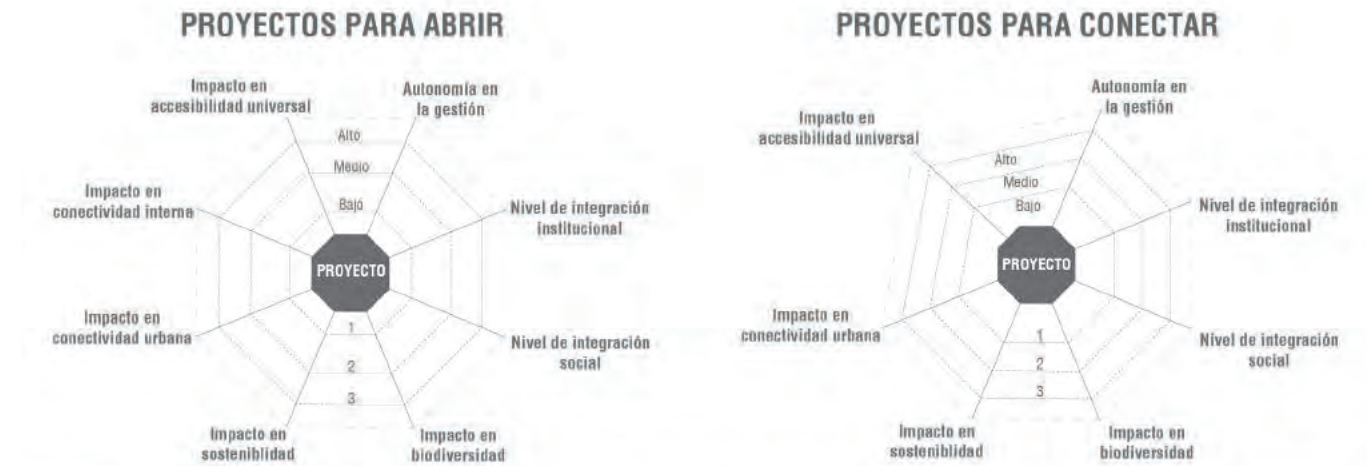 PROYECTOS PARA ABRIR
Impacto en
accesibilidad universal
Autonomía en
la gestión
Alto
Medio
Bajo
Impacto en
conectividad interna
Nivel de integración
institucional
PROYECTO
Impacto en
conectividad urbana
Nivel de integración
social
1
2
3
Impacto en
sosteniblidad
Impacto en
biodiversidad
PROYECTOS PARA CONECTAR
Autonomía en
la gestión
Impacto en
accesibilidad universal
Alto
Medio
Bajo
Nivel de integración
institucional
PROYECTO
Impacto en
conectividad urbana
Nivel de integración
social
1
2
3
Impacto en
sosteniblidad
Impacto en
biodiversidad